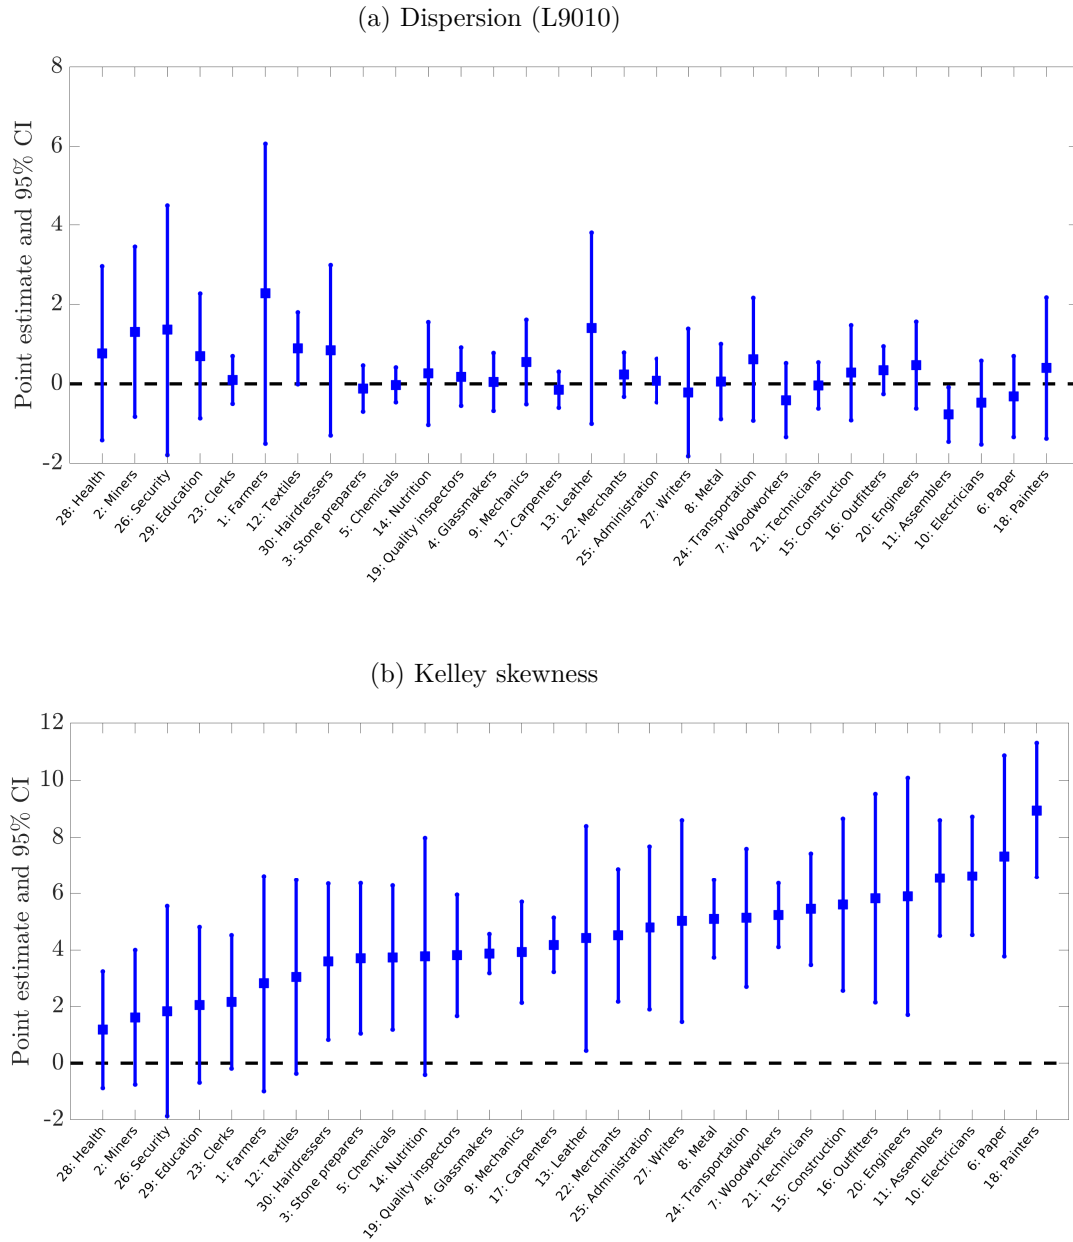 (a) Dispersion (L9010)
Point estimate and 95% CI
8
6
4
2
0
-2
28: Health
2: Miners
26: Security
29: Education
23: Clerks
1: Farmers
12: Textiles
30: Hairdressers
3: Stone preparers
5: Chemicals
14: Nutrition
19: Quality inspectors
4: Glassmakers
9: Mechanics
17: Carpenters
13: Leather
22: Merchants
25: Administration
27: Writers
8: Metal
24: Transportation
7: Woodworkers
21: Technicians
15: Construction
16: Outfitters
20: Engineers
11: Assemblers
10: Electricians
6: Paper
18: Painters
(b) Kelley skewness
Point estimate and 95% CI
12
10
8
6
4
2
0
-2
28: Health
2: Miners
26: Security
29: Education
23: Clerks
1: Farmers
12: Textiles
30: Hairdressers
3: Stone preparers
5: Chemicals
14: Nutrition
19: Quality inspectors
4: Glassmakers
9: Mechanics
17: Carpenters
13: Leather
22: Merchants
25: Administration
27: Writers
8: Metal
24: Transportation
7: Woodworkers
21: Technicians
15: Construction
16: Outfitters
20: Engineers
11: Assemblers
10: Electricians
6: Paper
18: Painters